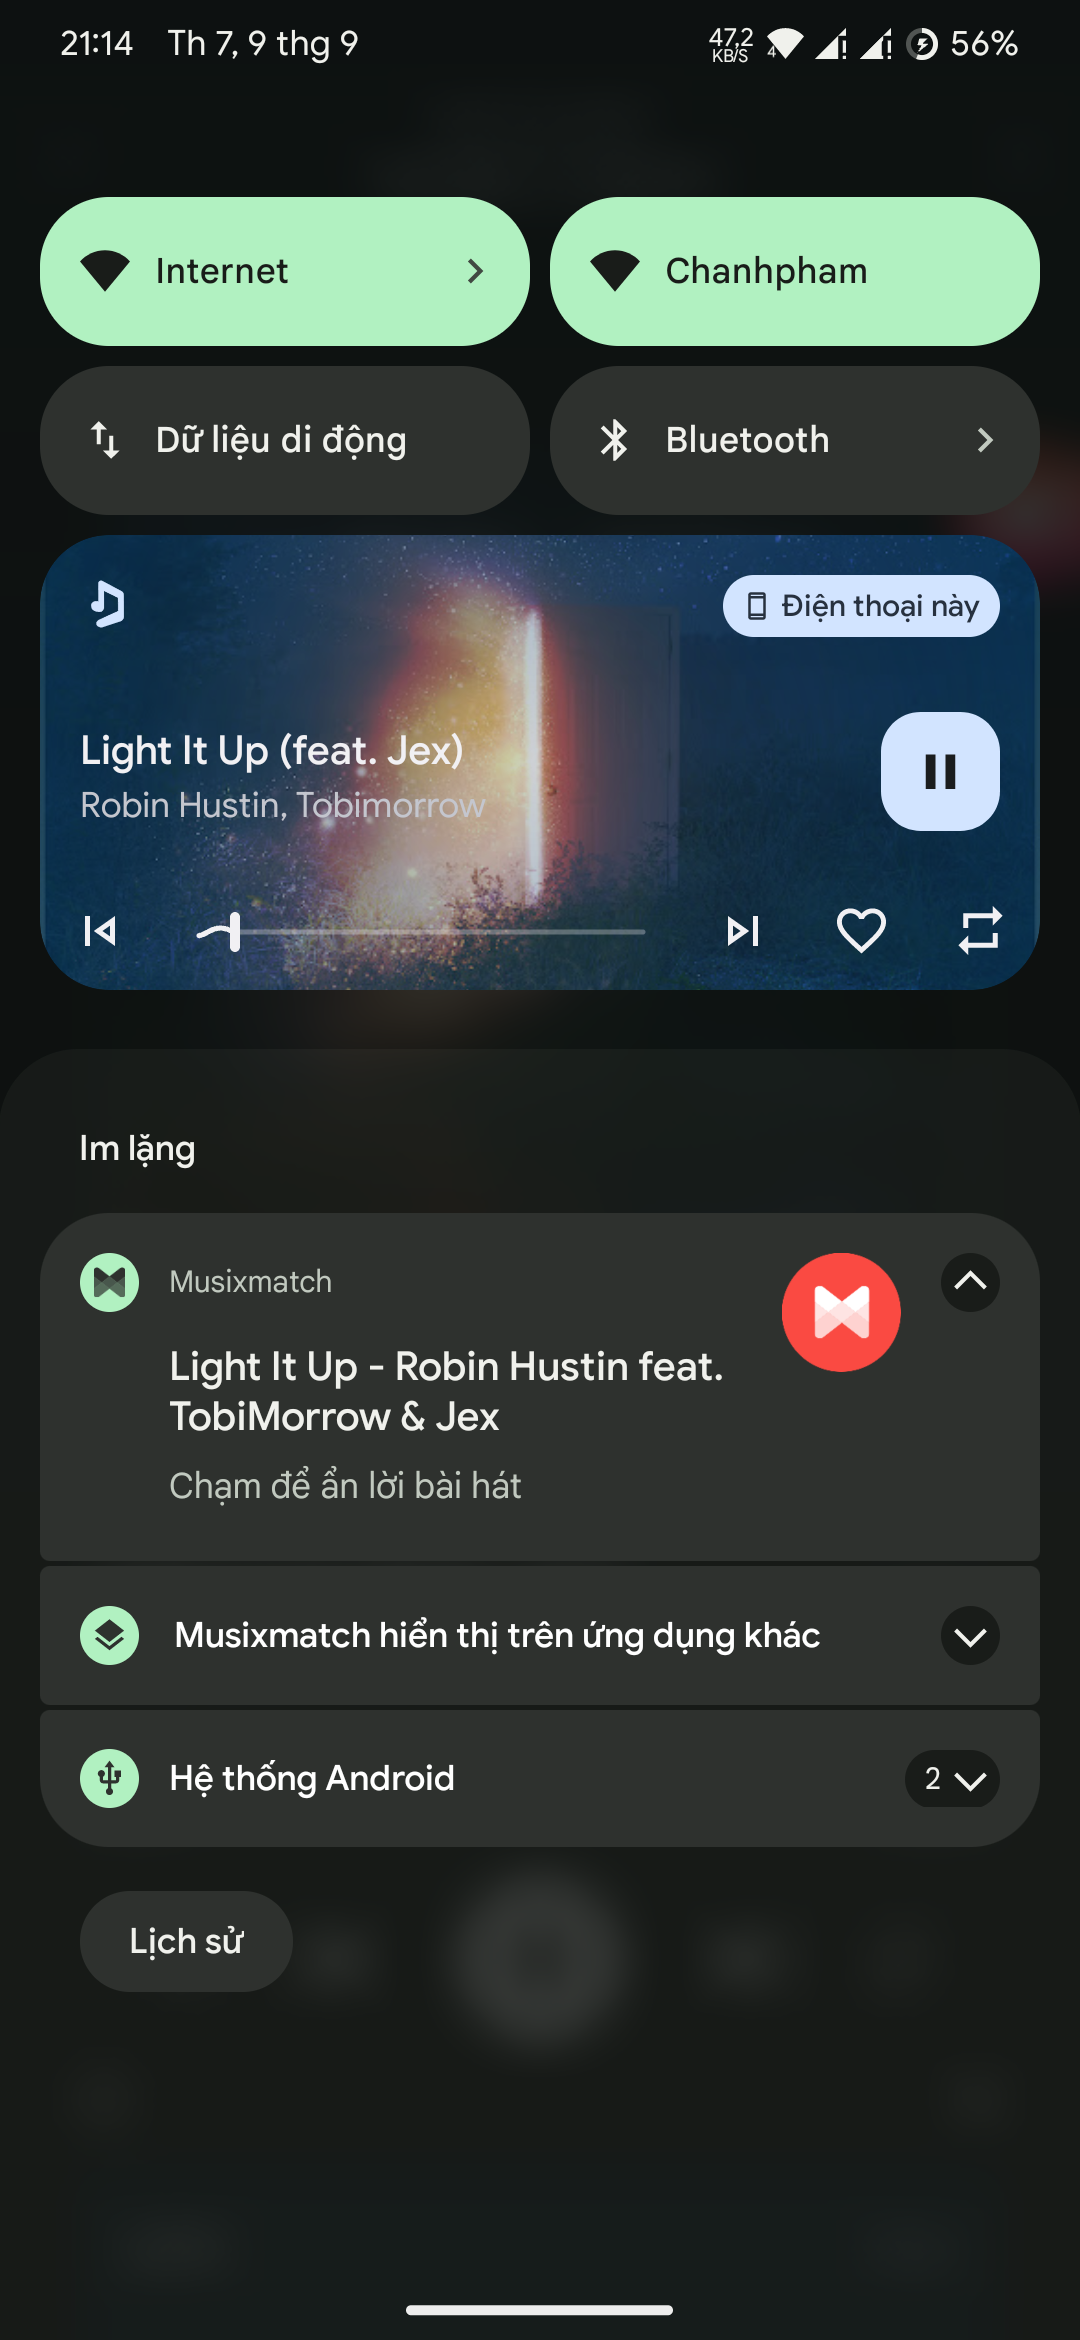 21:14 Th 7, 9 thg 9 47,2 KB/S 4 56%
Internet Chanhpham
Dữ liệu di động Bluetooth
Điện thoại này
Light It Up (feat. Jex)
Robin Hustin, Tobimorrow
Im lặng
Musixmatch
Light It Up - Robin Hustin feat.
TobiMorrow & Jex
Chạm để ẩn lời bài hát
Musixmatch hiển thị trên ứng dụng khác
Hệ thống Android 2
Lịch sử